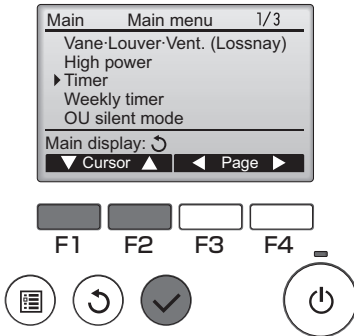 Main Main menu 1/3
Vane·Louver·Vent. (Lossnay)
High power
Timer
Weekly timer
OU silent mode
Main display:
Cursor Page
F1 F2 F3 F4